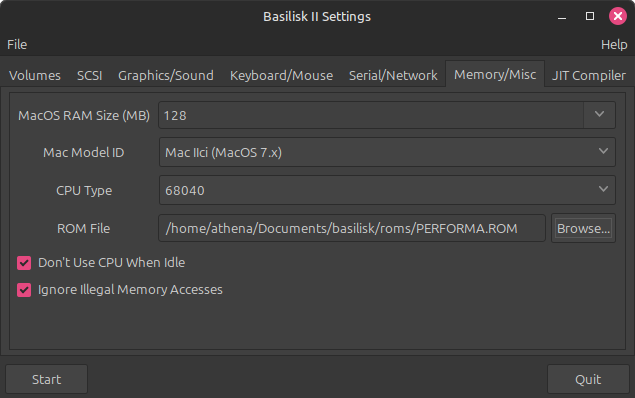 Basilisk II Settings
File Help
Volumes SCSI Graphics/Sound Keyboard/Mouse Serial/Network Memory/Misc JIT Compiler
MacOS RAM Size (MB) 128
Mac Model ID Mac IIci (MacOS 7.x)
CPU Type 68040
ROM File /home/athena/Documents/basilisk/roms/PERFORMA.ROM Browse...
Don't Use CPU When Idle
Ignore Illegal Memory Accesses
Start Quit